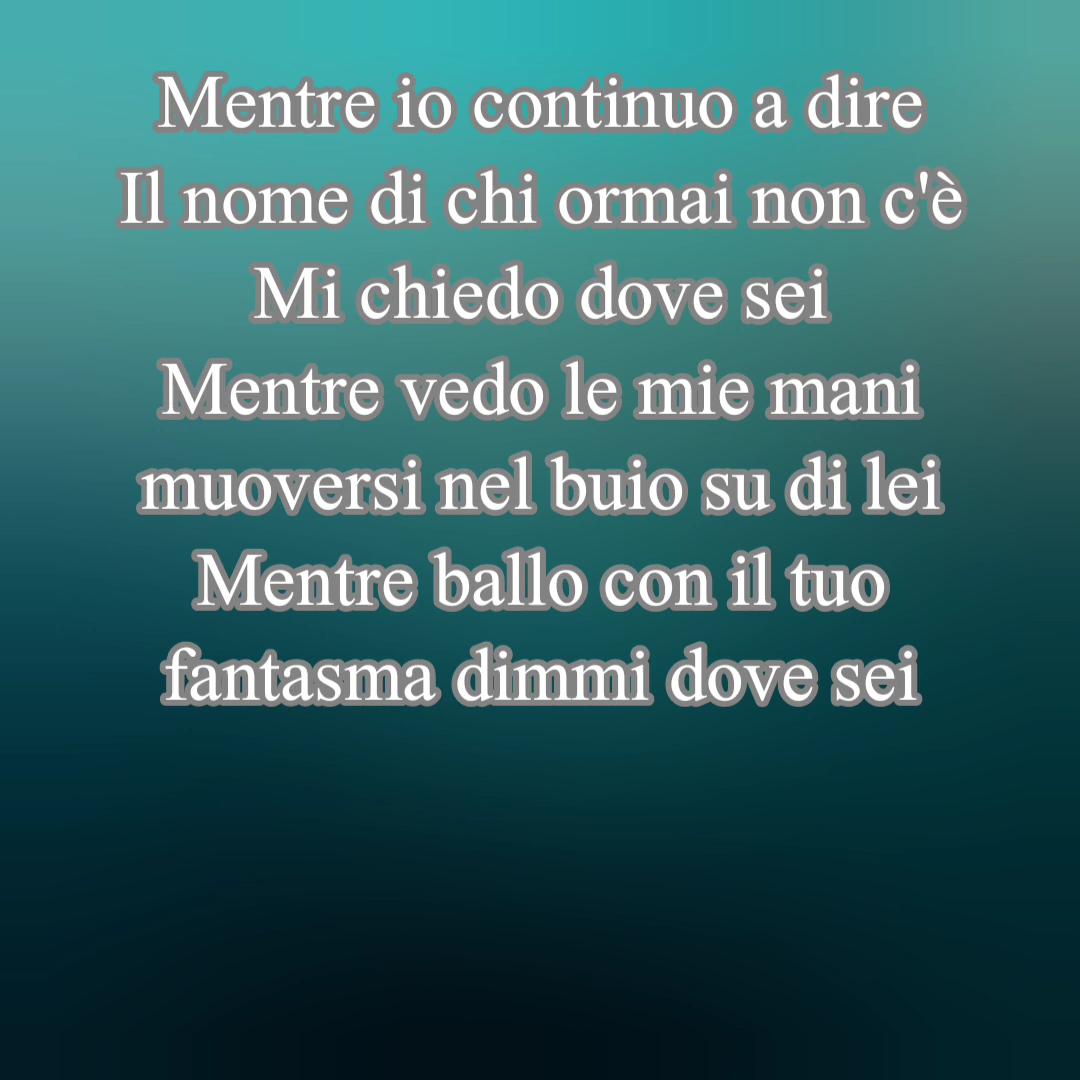 Mentre io continuo a dire
Il nome di chi ormai non c'è
Mi chiedo dove sei
Mentre vedo le mie mani
muoversi nel buio su di lei
Mentre ballo con il tuo
fantasma dimmi dove sei